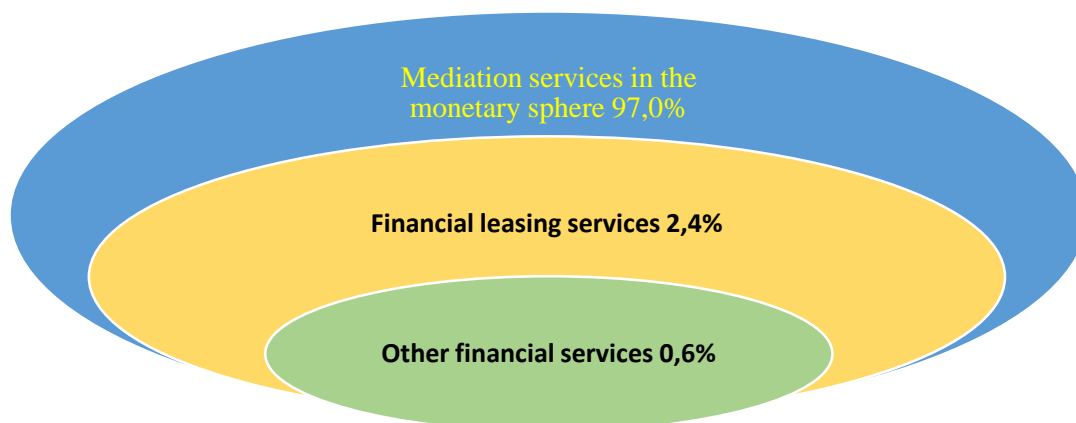 Mediation services in the
monetary sphere 97,0%
Financial leasing services 2,4%
Other financial services 0,6%